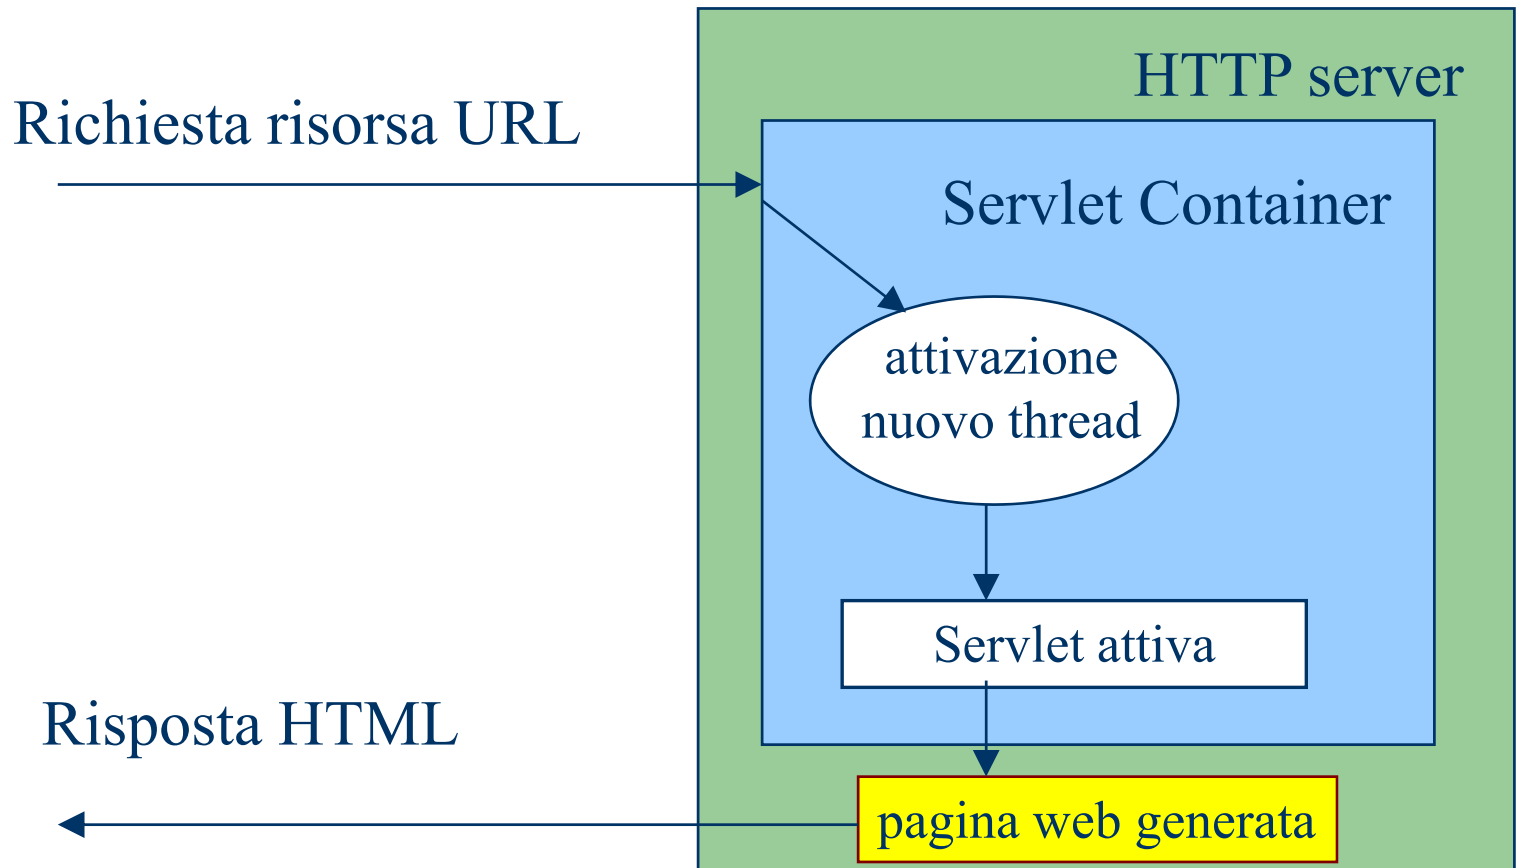 HTTP server
Richiesta risorsa URL
Servlet Container
attivazione
nuovo thread
Servlet attiva
Risposta HTML
pagina web generata